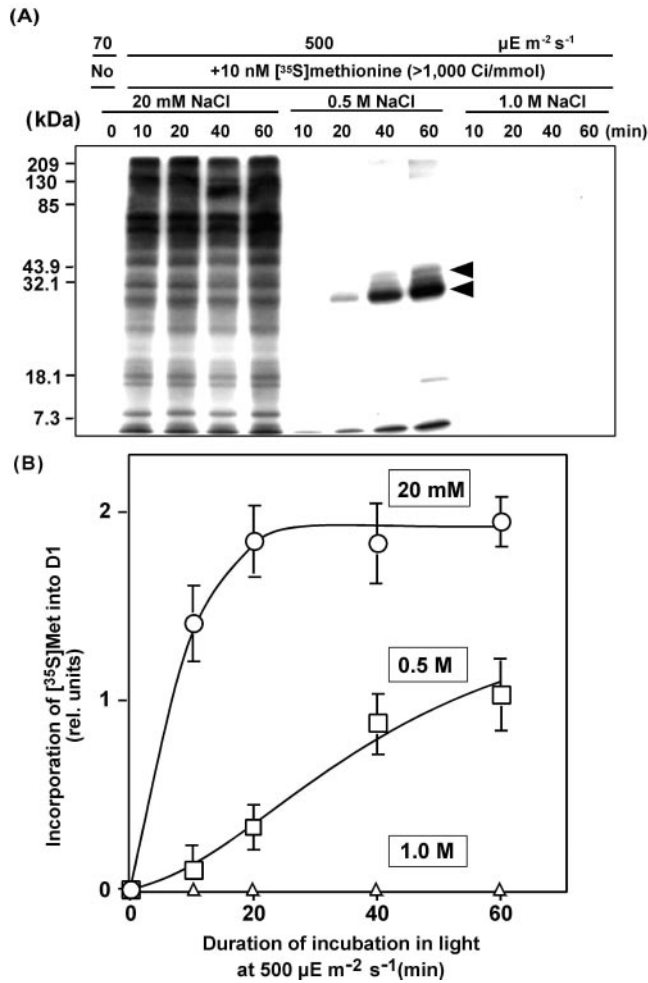 (A)
70 500 µE m-2 s-1
No +10 nM [35S]methionine (>1,000 Ci/mmol)
20 mM NaCl 0.5 M NaCl 1.0 M NaCl
(kDa) 0 10 20 40 60 10 20 40 60 10 20 40 60 (min)
209
130
85
43.9
32.1
18.1
7.3
(B)
Incorporation of [35S]Met into D1
(rel. units)
2
1
0
20 mM
0.5 M
1.0 M
0 20 40 60
Duration of incubation in light
at 500 µE m-2 s-1(min)